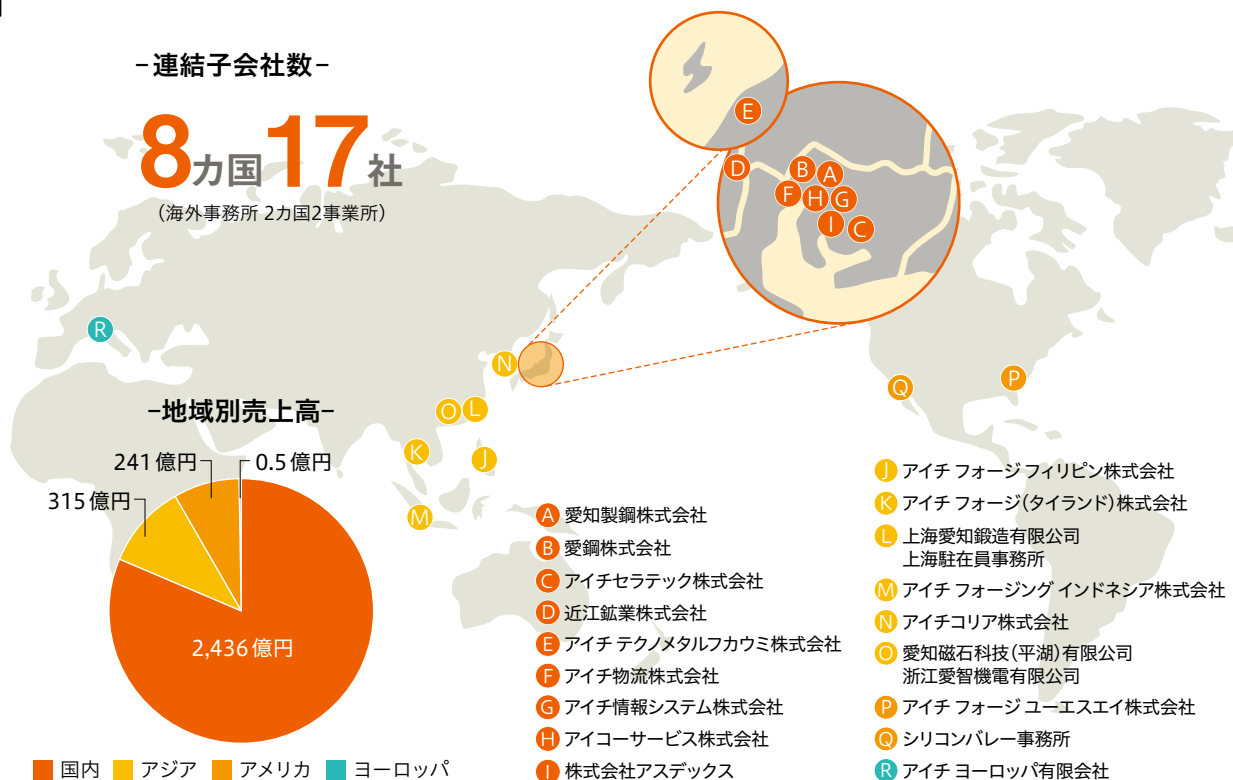 -連結子会社数-
8カ国17社
（海外事務所 2カ国2事業所）
E
D
B
A
F
H
G
I
C
R
N
Q
P
O
L
K
J
M
-地域別売上高-
241億円
0.5億円
315億円
2,436億円
国内 アジア アメリカ ヨーロッパ
A 愛知製鋼株式会社
B 愛鋼株式会社
C アイチセラテック株式会社
D 近江鉱業株式会社
E アイチ テクノメタルフカウミ株式会社
F アイチ物流株式会社
G アイチ情報システム株式会社
H アイコーサービス株式会社
I 株式会社アスデックス
J アイチ フォージ フィリピン株式会社
K アイチ フォージ（タイランド）株式会社
L 上海愛知鍛造有限公司
上海駐在員事務所
M アイチ フォージング インドネシア株式会社
N アイチコリア株式会社
O 愛知磁石科技（平湖）有限公司
浙江愛智機電有限公司
P アイチ フォージ ユーエスエイ株式会社
Q シリコンバレー事務所
R アイチ ヨーロッパ有限会社